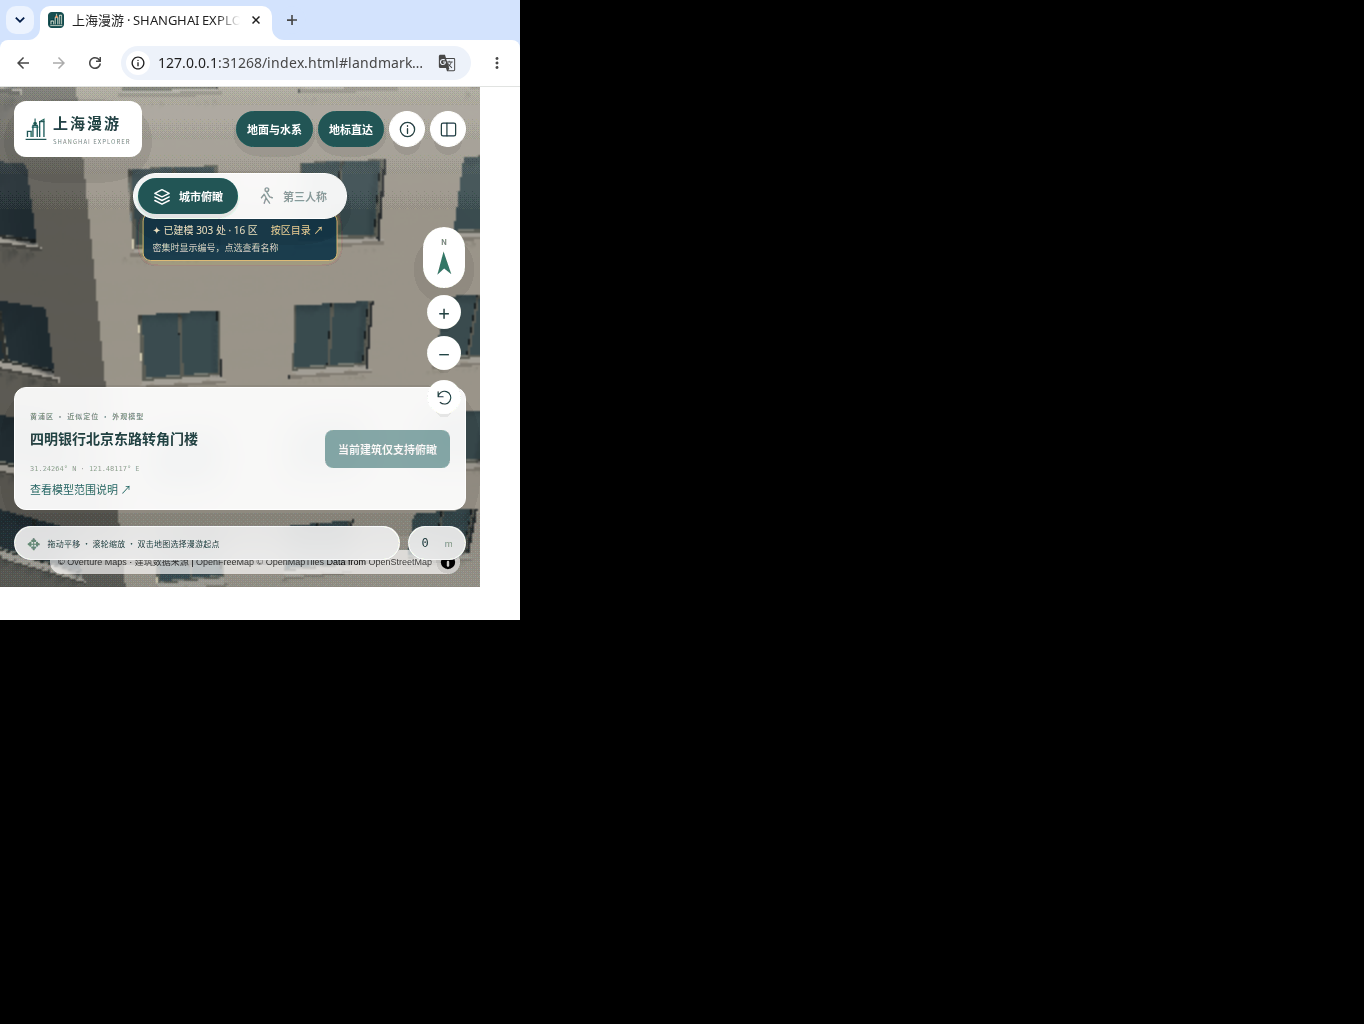 上海漫游 · SHANGHAI EXPLO
127.0.0.1:31268/index.html#landmark...
上海漫游
SHANGHAI EXPLORER
地面与水系
地标直达
城市俯瞰
第三人称
✦ 已建模 303 处 · 16 区 按区目录 ↗
密集时显示编号，点选查看名称
N
+
−
黄浦区 · 近似定位 · 外观模型
四明银行北京东路转角门楼
当前建筑仅支持俯瞰
31.24264° N · 121.48117° E
查看模型范围说明 ↗
拖动平移 · 滚轮缩放 · 双击地图选择漫游起点
0 m
© Overture Maps · 建筑数据来源 | OpenFreeMap © OpenMapTiles Data from OpenStreetMap